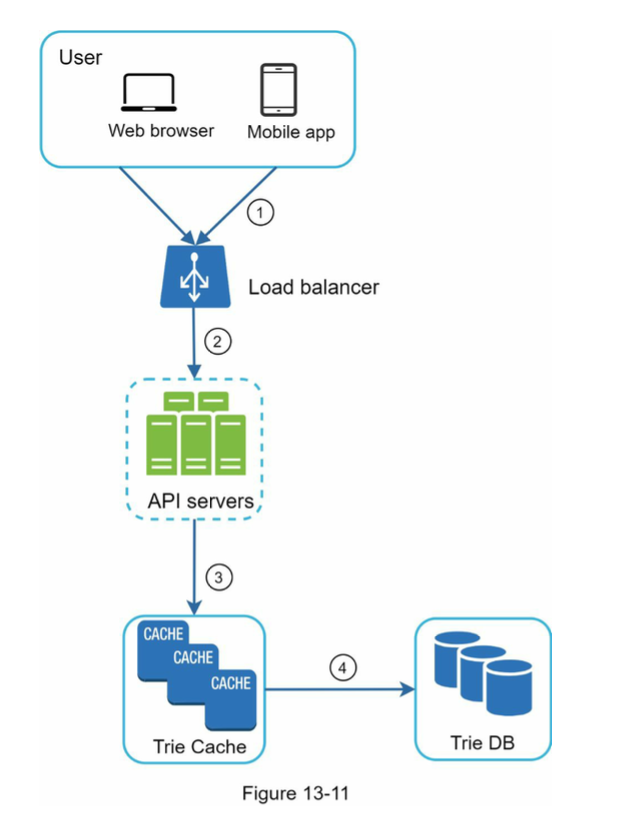 User
Web browser
Mobile app
1
Load balancer
2
API servers
3
CACHE
CACHE
CACHE
4
Trie Cache
Trie DB
Figure 13-11